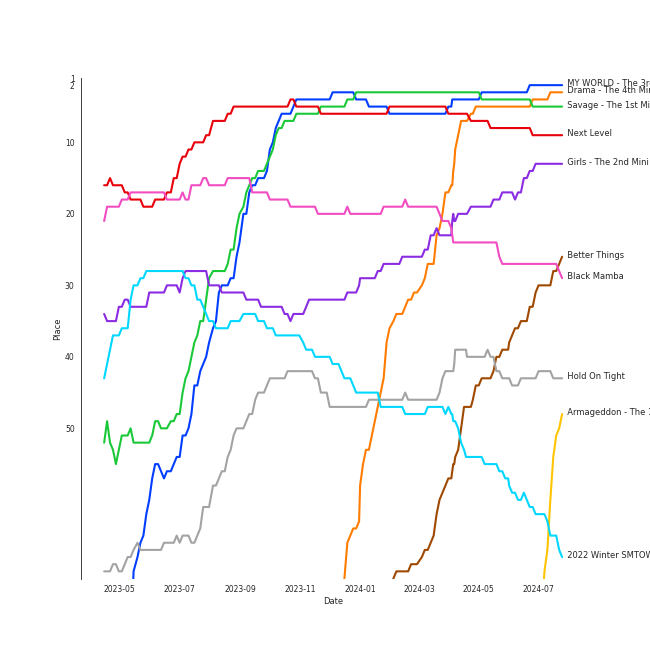 1
2
10
20
30
40
50
Place
MY WORLD - The 3r
Drama - The 4th Mi
Savage - The 1st Mi
Next Level
Girls - The 2nd Mini
Better Things
Black Mamba
Hold On Tight
Armageddon - The
2022 Winter SMTOW
2023-05 2023-07 2023-09 2023-11 2024-01 2024-03 2024-05 2024-07
Date